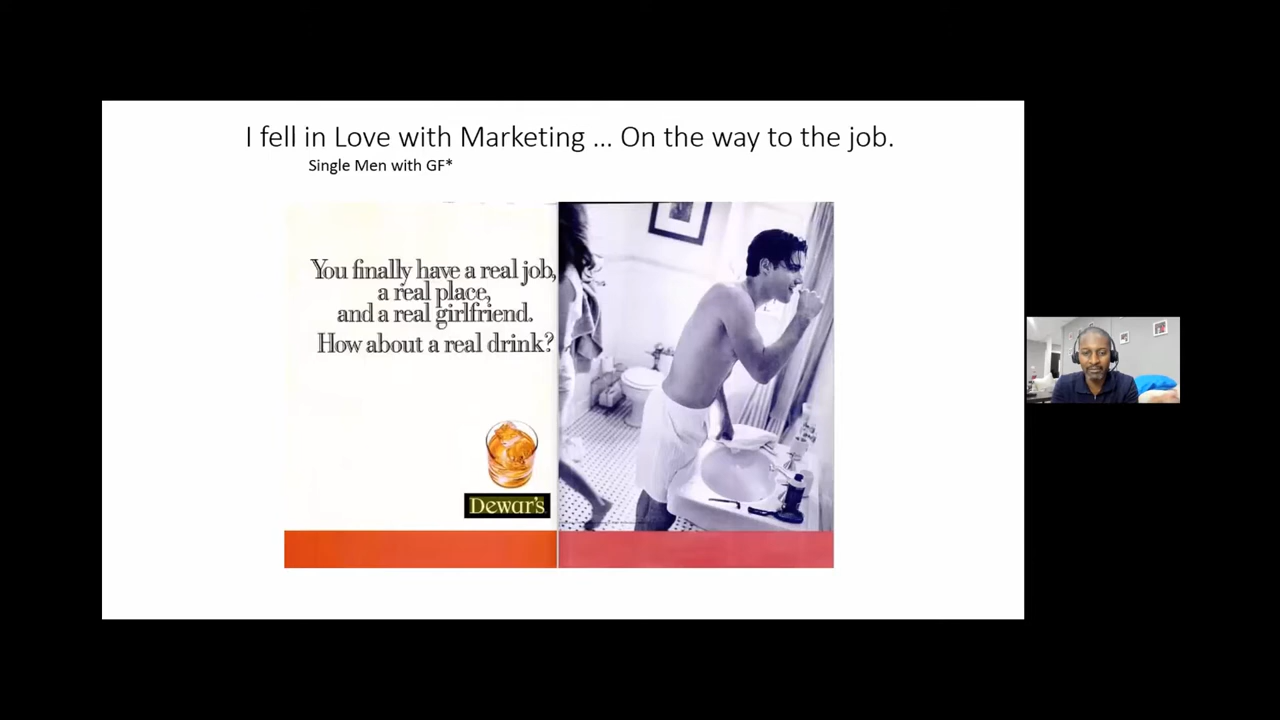 I fell in Love with Marketing … On the way to the job.
Single Men with GF*
You finally have a real job,
a real place,
and a real girlfriend.
How about a real drink?
Dewar's